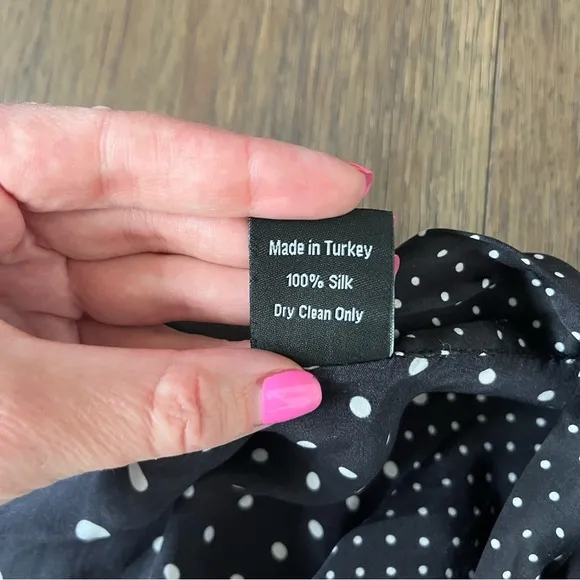 Made in Turkey
100% Silk
Dry Clean Only